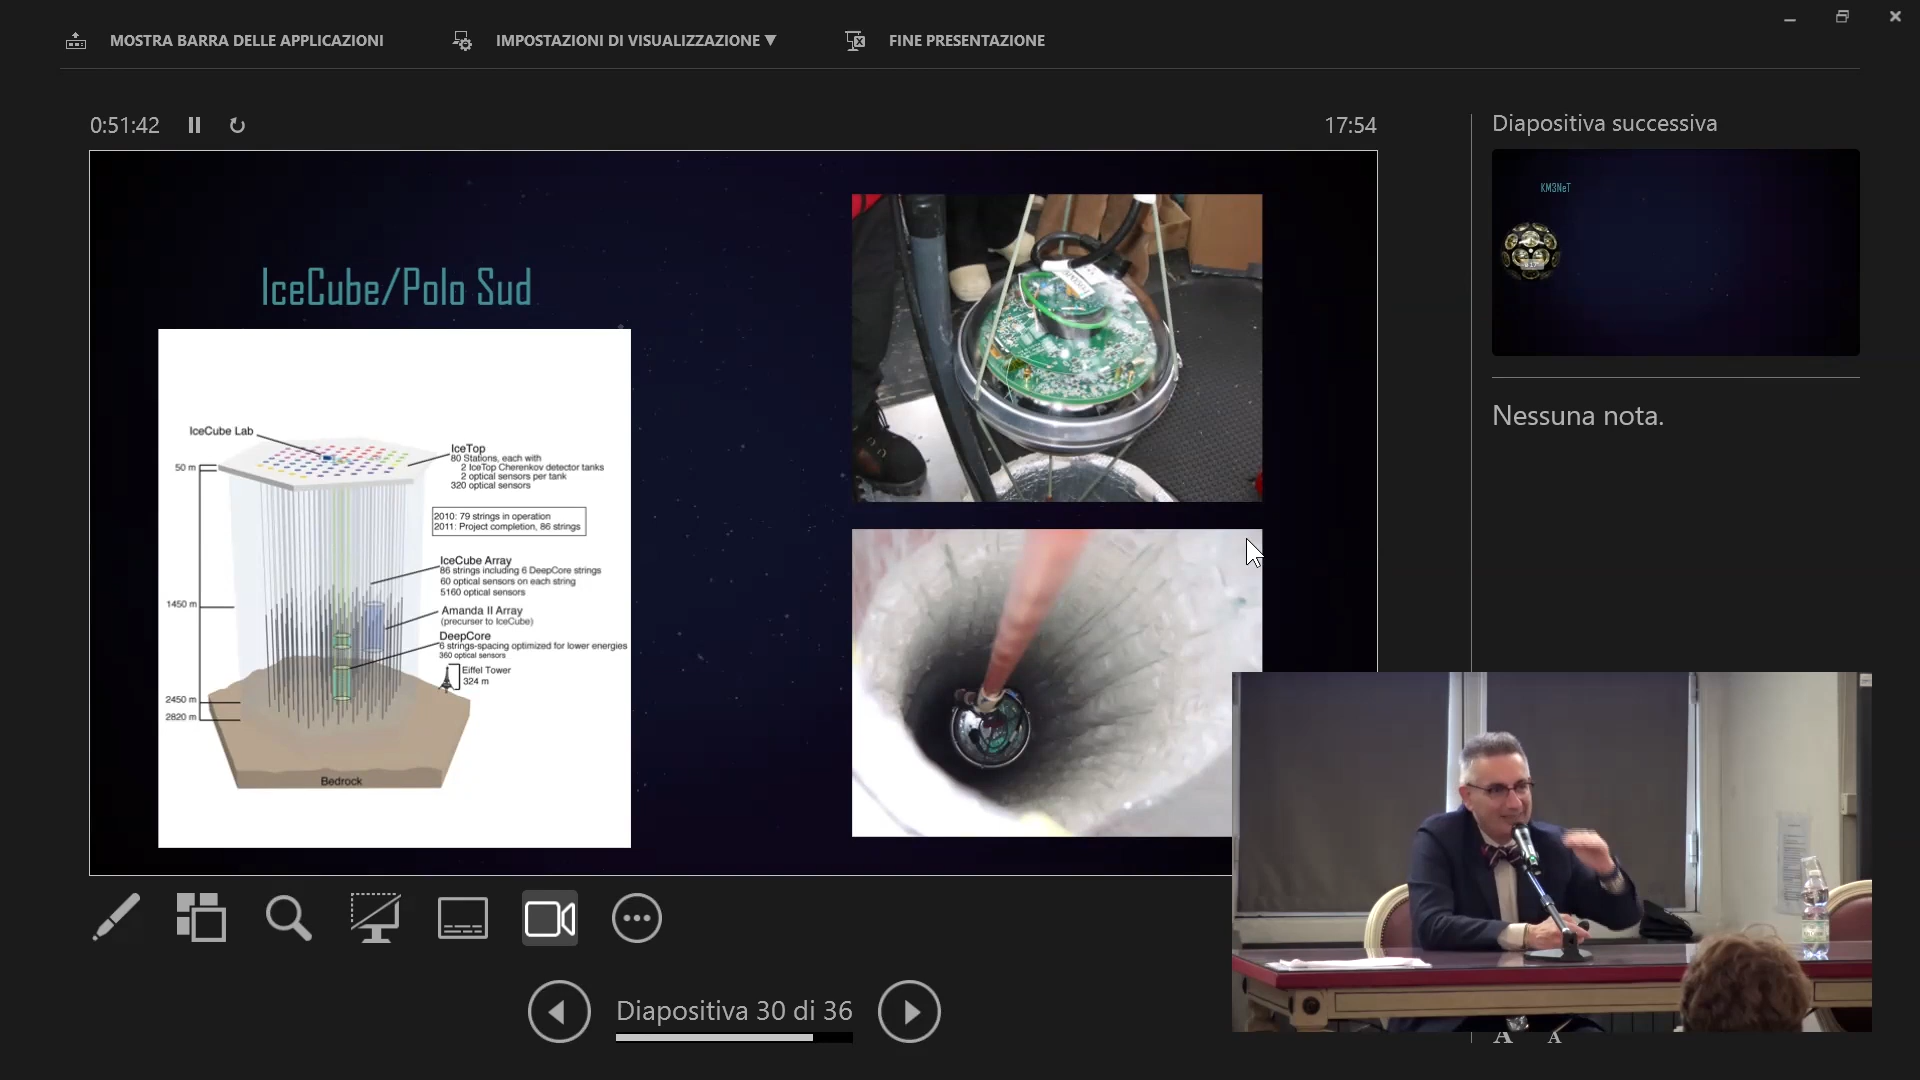 MOSTRA BARRA DELLE APPLICAZIONI
IMPOSTAZIONI DI VISUALIZZAZIONE ▼
FINE PRESENTAZIONE
0:51:42
17:54
Diapositiva successiva
KM3NeT
Nessuna nota.
IceCube/Polo Sud
IceCube Lab
IceTop
80 Stations, each with
2 IceTop Cherenkov detector tanks
2 optical sensors per tank
320 optical sensors
50 m
2010: 79 strings in operation
2011: Project completion, 86 strings
IceCube Array
86 strings including 6 DeepCore strings
60 optical sensors on each string
5160 optical sensors
1450 m
Amanda II Array
(precurser to IceCube)
DeepCore
6 strings-spacing optimized for lower energies
360 optical sensors
Eiffel Tower
324 m
2450 m
2820 m
Bedrock
Diapositiva 30 di 36
A A